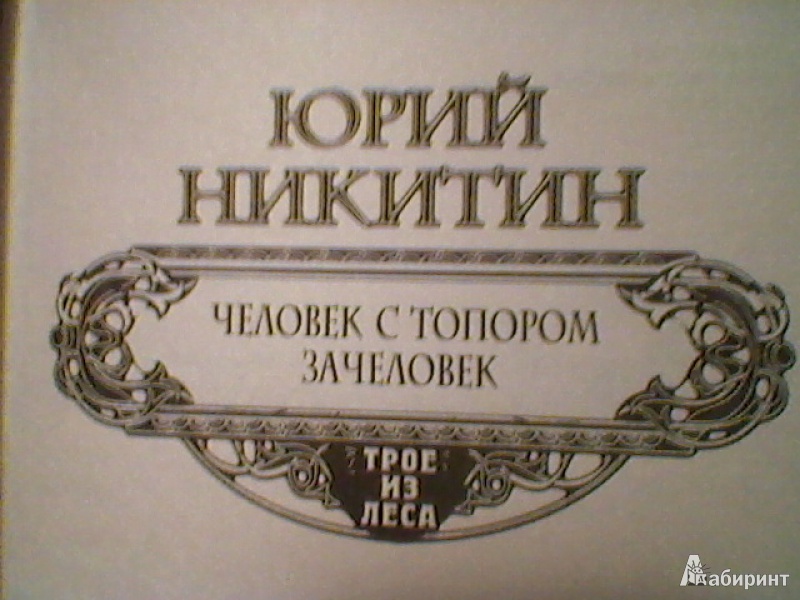 ЮРИЙ
НИКИТИН
ЧЕЛОВЕК С ТОПОРОМ
ЗАЧЕЛОВЕК
ТРОЕ
ИЗ
ЛЕСА
Лабиринт